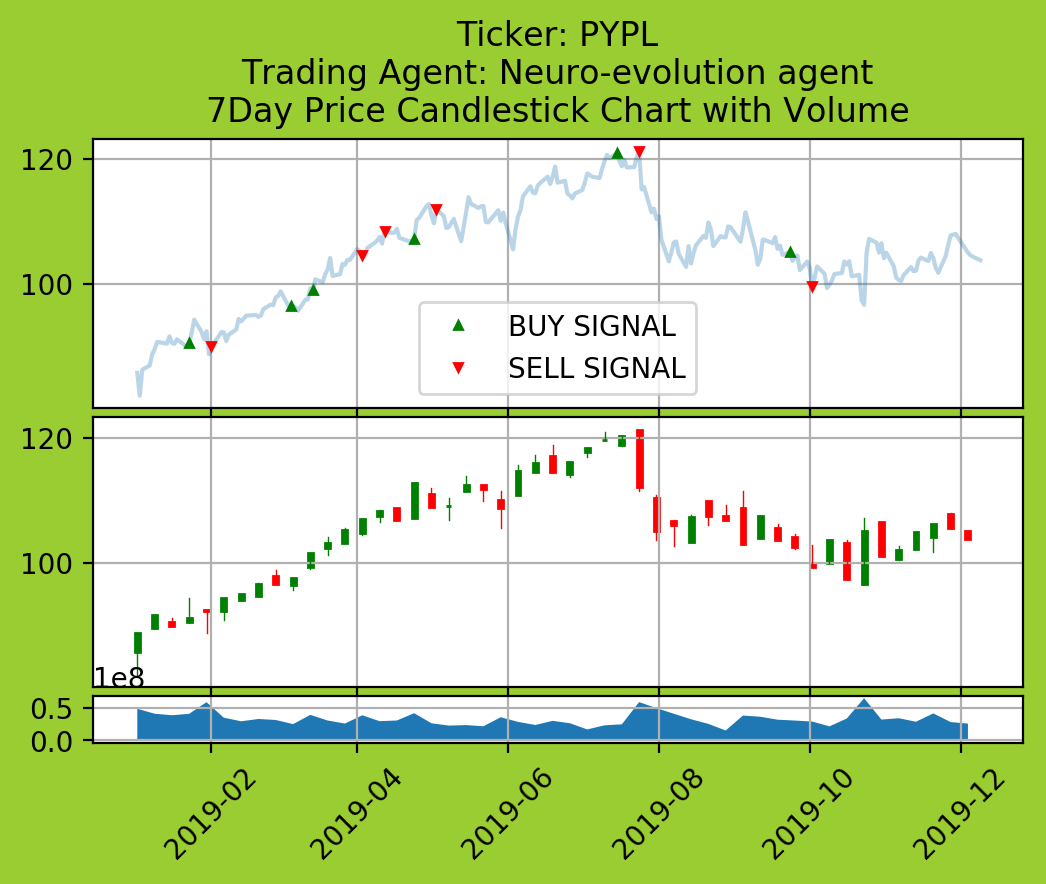 Ticker: PYPL
Trading Agent: Neuro-evolution agent
7Day Price Candlestick Chart with Volume
120
100
BUY SIGNAL
SELL SIGNAL
120
100
1e8
0.5
0.0
2019-02
2019-04
2019-06
2019-08
2019-10
2019-12